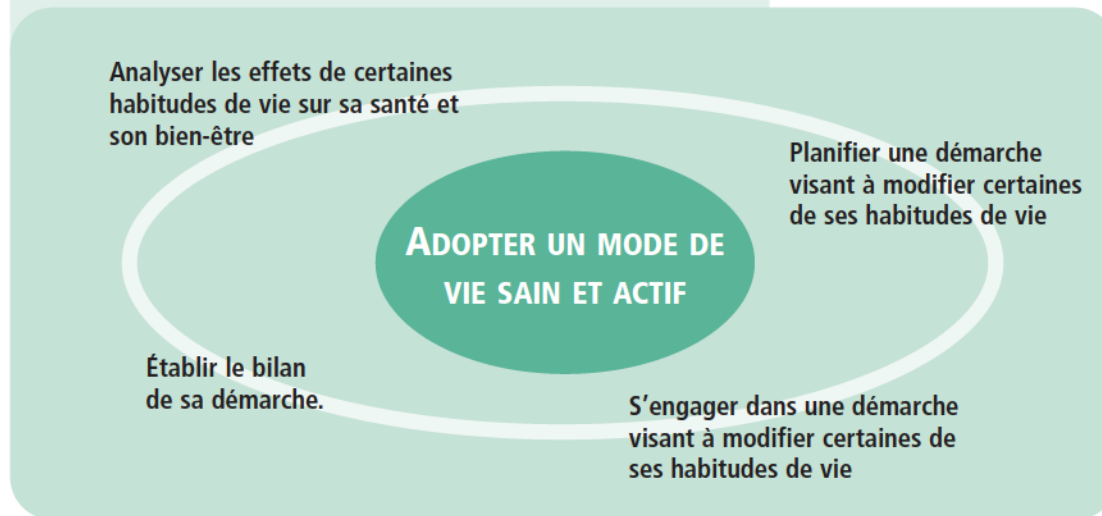 Analyser les effets de certaines
habitudes de vie sur sa santé et
son bien-être
Planifier une démarche
visant à modifier certaines
de ses habitudes de vie
ADOPTER UN MODE DE
VIE SAIN ET ACTIF
Établir le bilan
de sa démarche.
S'engager dans une démarche
visant à modifier certaines de
ses habitudes de vie